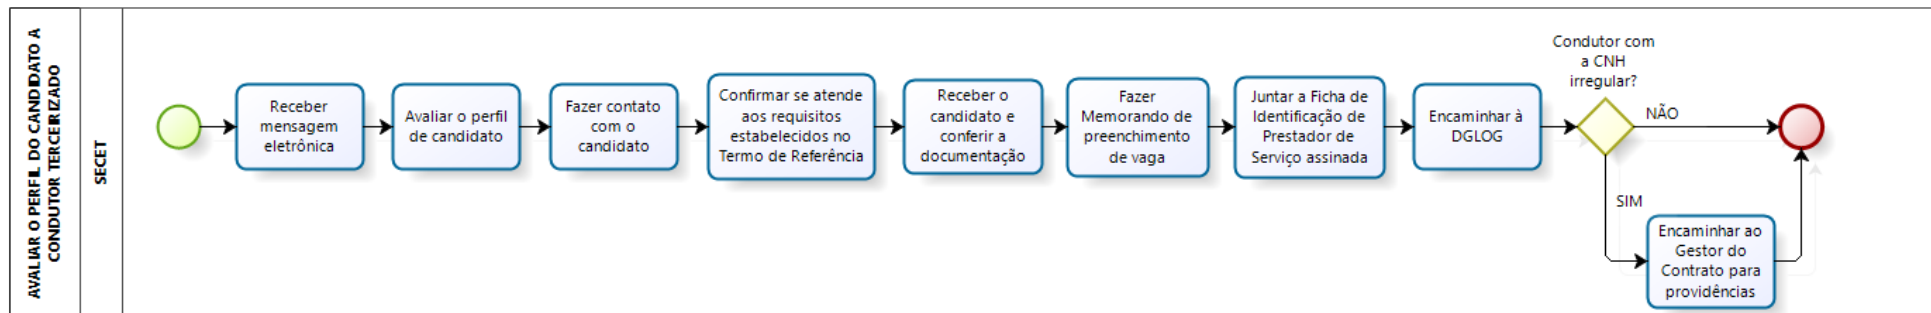 AVALIAR O PERFIL DO CANDIDATO A
CONDUTOR TERCERIZADO
SECET
Receber
mensagem
eletrônica
Avaliar o perfil
de candidato
Fazer contato
com o
candidato
Confirmar se atende
aos requisitos
estabelecidos no
Termo de Referência
Receber o
candidato e
conferir a
documentação
Fazer
Memorando de
preenchimento
de vaga
Juntar a Ficha de
Identificação de
Prestador de
Serviço assinada
Encaminhar à
DGLOG
Condutor com
a CNH
irregular?
NÃO
SIM
Encaminhar ao
Gestor do
Contrato para
providências